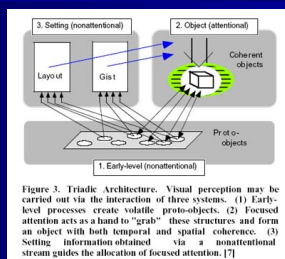 3. Setting (nonattentional)
2. Object (attentional)
Layout
Gist
Coherent
objects
Proto-
objects
1. Early-level (nonattentional)
Figure 3. Triadic Architecture. Visual perception may be
carried out via the interaction of three systems. (1) Early-
level processes create volatile proto-objects. (2) Focused
attention acts as a hand to "grab" these structures and form
an object with both temporal and spatial coherence. (3)
Setting information obtained via a nonattentional
stream guides the allocation of focused attention. [7]